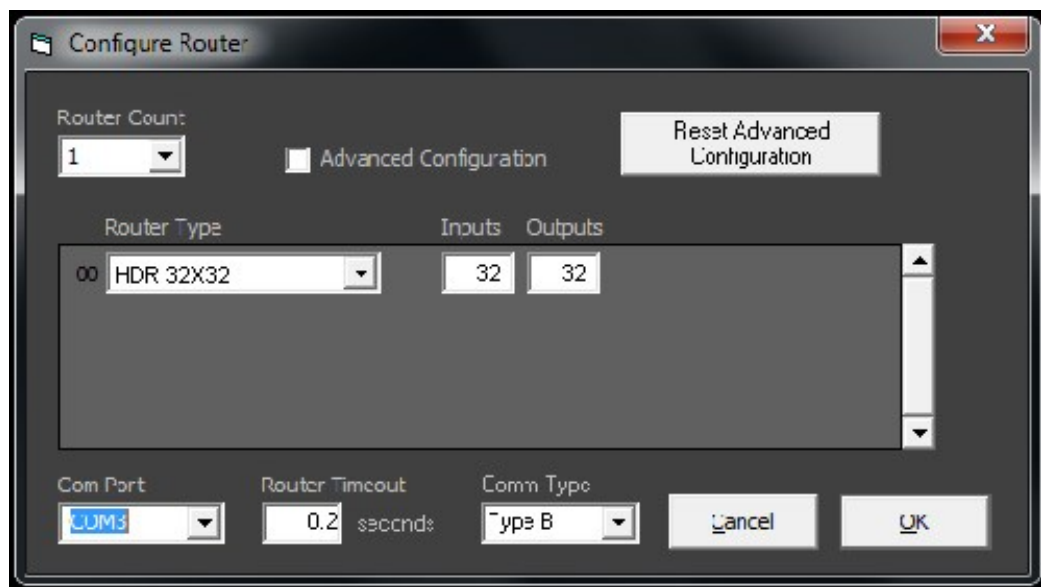 Configure Router
X
Router Count
1
Advanced Configuration
Reset Advanced
Configuration
Router Type Inputs Outputs
00 HDR 32X32 32 32
Com Port Router Timeout Comm Type
COM3 0.2 seconds Type B Cancel OK